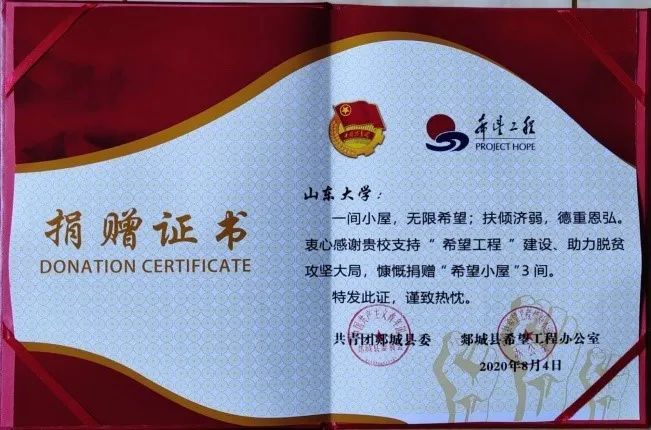 捐赠证书
DONATION CERTIFICATE
希望工程
PROJECT HOPE
山东大学：
一间小屋，无限希望；扶倾济弱，德重恩弘。
衷心感谢贵校支持“希望工程”建设、助力脱贫
攻坚大局，慷慨捐赠“希望小屋”3间。
特发此证，谨致热忱。
共青团郯城县委 郯城县希望工程办公室
2020年8月4日